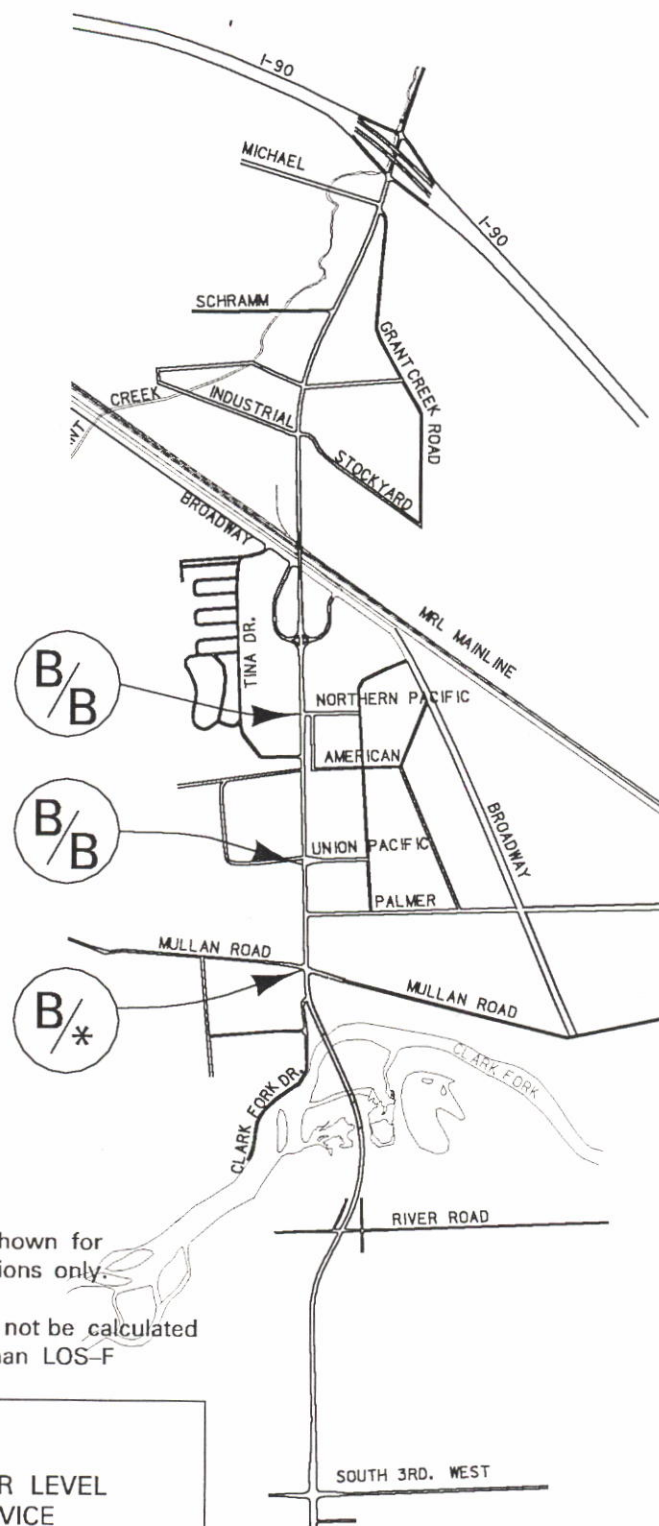 I-90
MICHAEL
I-90
SCHRAMM
GRANT CREEK ROAD
CREEK
INDUSTRIAL
NT
STOCKYARD
BROADWAY
MRL MAINLINE
TINA DR.
B/B
NORTHERN PACIFIC
AMERICAN
BROADWAY
B/B
UNION PACIFIC
PALMER
MULLAN ROAD
MULLAN ROAD
B/*
CLARK FORK
CLARK FORK DR.
RIVER ROAD
hown for
ions only.
not be calculated
an LOS-F
SOUTH 3RD. WEST
R LEVEL
VICE